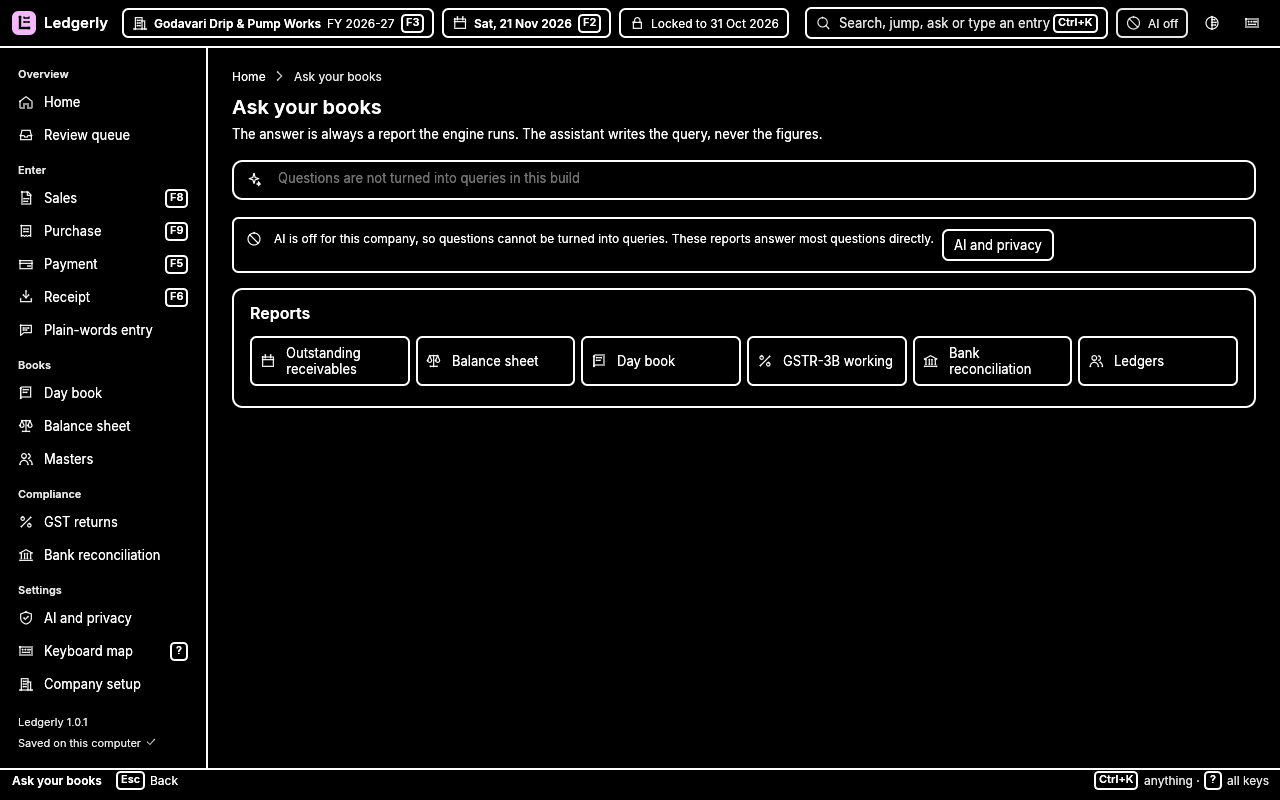 Ledgerly
Godavari Drip & Pump Works FY 2026-27 F3
Sat, 21 Nov 2026 F2
Locked to 31 Oct 2026
Search, jump, ask or type an entry Ctrl+K
AI off
Overview
Home
Review queue
Enter
Sales F8
Purchase F9
Payment F5
Receipt F6
Plain-words entry
Books
Day book
Balance sheet
Masters
Compliance
GST returns
Bank reconciliation
Settings
AI and privacy
Keyboard map ?
Company setup
Ledgerly 1.0.1
Saved on this computer
Home Ask your books
Ask your books
The answer is always a report the engine runs. The assistant writes the query, never the figures.
Questions are not turned into queries in this build
AI is off for this company, so questions cannot be turned into queries. These reports answer most questions directly. AI and privacy
Reports
Outstanding
receivables
Balance sheet
Day book
GSTR-3B working
Bank
reconciliation
Ledgers
Ask your books Esc Back
Ctrl+K anything · ? all keys